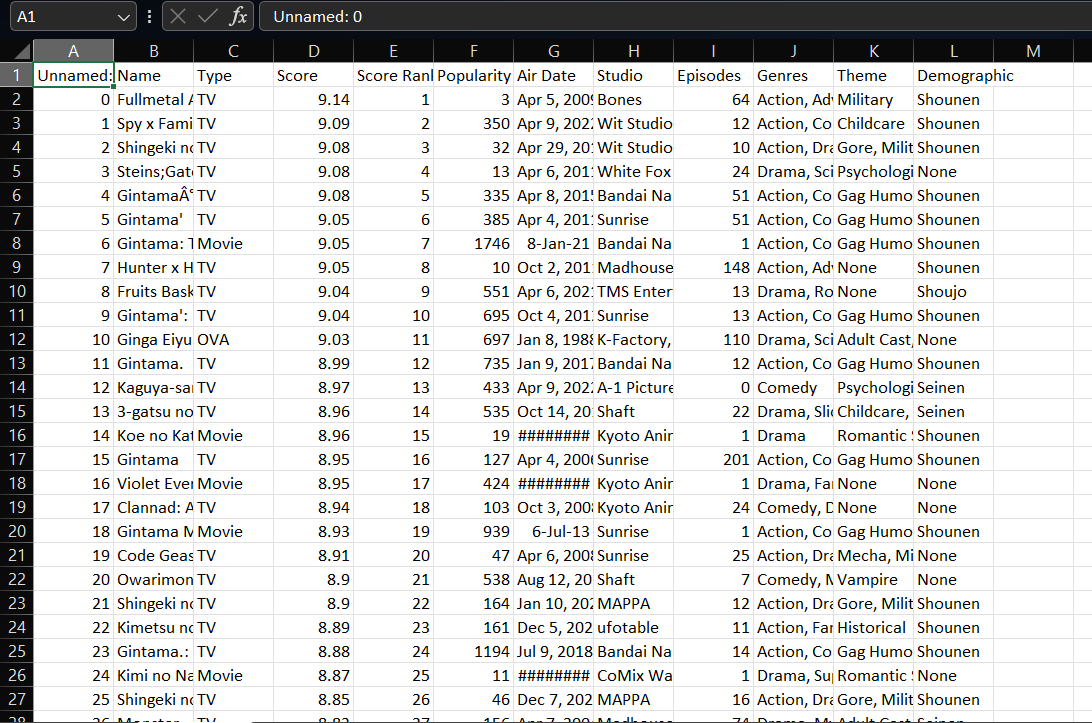 A1 fx Unnamed: 0
A B C D E F G H I J K L M
1 Unnamed: Name Type Score Score Rank Popularity Air Date Studio Episodes Genres Theme Demographic
2 0 Fullmetal A TV 9.14 1 3 Apr 5, 2009 Bones 64 Action, Adv Military Shounen
3 1 Spy x Fami TV 9.09 2 350 Apr 9, 2022 Wit Studio 12 Action, Co Childcare Shounen
4 2 Shingeki no TV 9.08 3 32 Apr 29, 201 Wit Studio 10 Action, Dra Gore, Milit Shounen
5 3 Steins;Gate TV 9.08 4 13 Apr 6, 2011 White Fox 24 Drama, Sci Psychologi None
6 4 GintamaÂ° TV 9.08 5 335 Apr 8, 2015 Bandai Na 51 Action, Co Gag Humo Shounen
7 5 Gintama' TV 9.05 6 385 Apr 4, 2011 Sunrise 51 Action, Co Gag Humo Shounen
8 6 Gintama: T Movie 9.05 7 1746 8-Jan-21 Bandai Na 1 Action, Co Gag Humo Shounen
9 7 Hunter x H TV 9.05 8 10 Oct 2, 2011 Madhouse 148 Action, Adv None Shounen
10 8 Fruits Bask TV 9.04 9 551 Apr 6, 2021 TMS Enter 13 Drama, Ro None Shoujo
11 9 Gintama': TV 9.04 10 695 Oct 4, 2012 Sunrise 13 Action, Co Gag Humo Shounen
12 10 Ginga Eiyu OVA 9.03 11 697 Jan 8, 1988 K-Factory, 110 Drama, Sci Adult Cast, None
13 11 Gintama. TV 8.99 12 735 Jan 9, 2017 Bandai Na 12 Action, Co Gag Humo Shounen
14 12 Kaguya-sa TV 8.97 13 433 Apr 9, 2022 A-1 Picture 0 Comedy Psychologi Seinen
15 13 3-gatsu no TV 8.96 14 535 Oct 14, 20 Shaft 22 Drama, Slic Childcare, Seinen
16 14 Koe no Kat Movie 8.96 15 19 ######## Kyoto Anir 1 Drama Romantic S Shounen
17 15 Gintama TV 8.95 16 127 Apr 4, 2006 Sunrise 201 Action, Co Gag Humo Shounen
18 16 Violet Ever Movie 8.95 17 424 ######## Kyoto Anir 1 Drama, Fan None None
19 17 Clannad: A TV 8.94 18 103 Oct 3, 2008 Kyoto Anir 24 Comedy, D None None
20 18 Gintama M Movie 8.93 19 939 6-Jul-13 Sunrise 1 Action, Co Gag Humo Shounen
21 19 Code Geas TV 8.91 20 47 Apr 6, 2008 Sunrise 25 Action, Dra Mecha, Mi None
22 20 Owarimon TV 8.9 21 538 Aug 12, 20 Shaft 7 Comedy, M Vampire None
23 21 Shingeki no TV 8.9 22 164 Jan 10, 202 MAPPA 12 Action, Dra Gore, Milit Shounen
24 22 Kimetsu no TV 8.89 23 161 Dec 5, 202 ufotable 11 Action, Fan Historical Shounen
25 23 Gintama.: TV 8.88 24 1194 Jul 9, 2018 Bandai Na 14 Action, Co Gag Humo Shounen
26 24 Kimi no Na Movie 8.87 25 11 ######## CoMix Wa 1 Drama, Sup Romantic S None
27 25 Shingeki no TV 8.85 26 46 Dec 7, 202 MAPPA 16 Action, Dra Gore, Milit Shounen